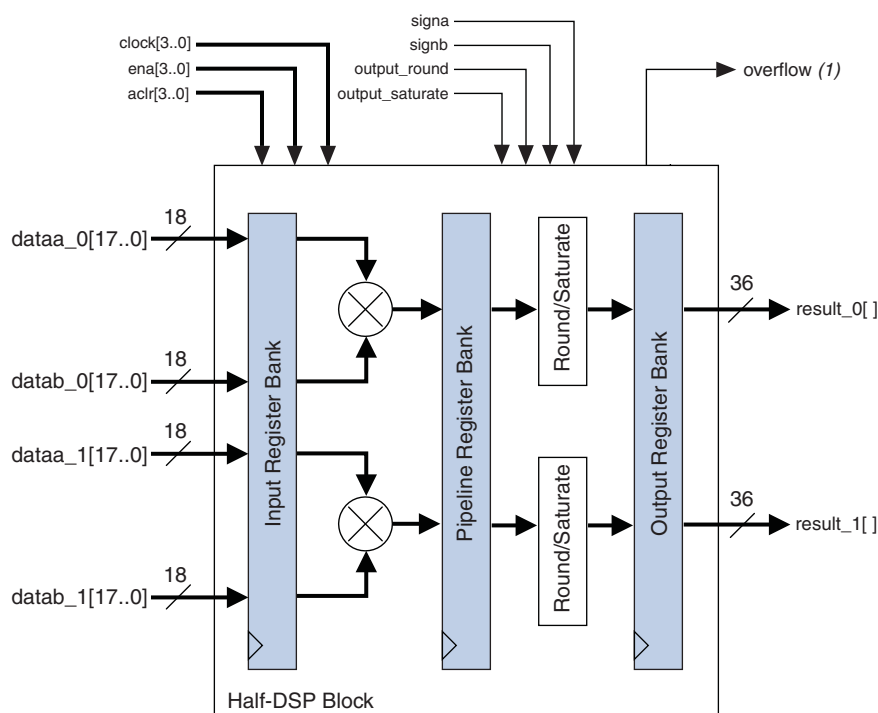 signa
clock[3..0]
signb
ena[3..0]
output_round
overflow (1)
aclr[3..0]
output_saturate
18
dataa_0[17..0]
18
datab_0[17..0]
18
dataa_1[17..0]
18
datab_1[17..0]
Input Register Bank
Pipeline Register Bank
Round/Saturate
Round/Saturate
Output Register Bank
36
result_0[ ]
36
result_1[ ]
Half-DSP Block